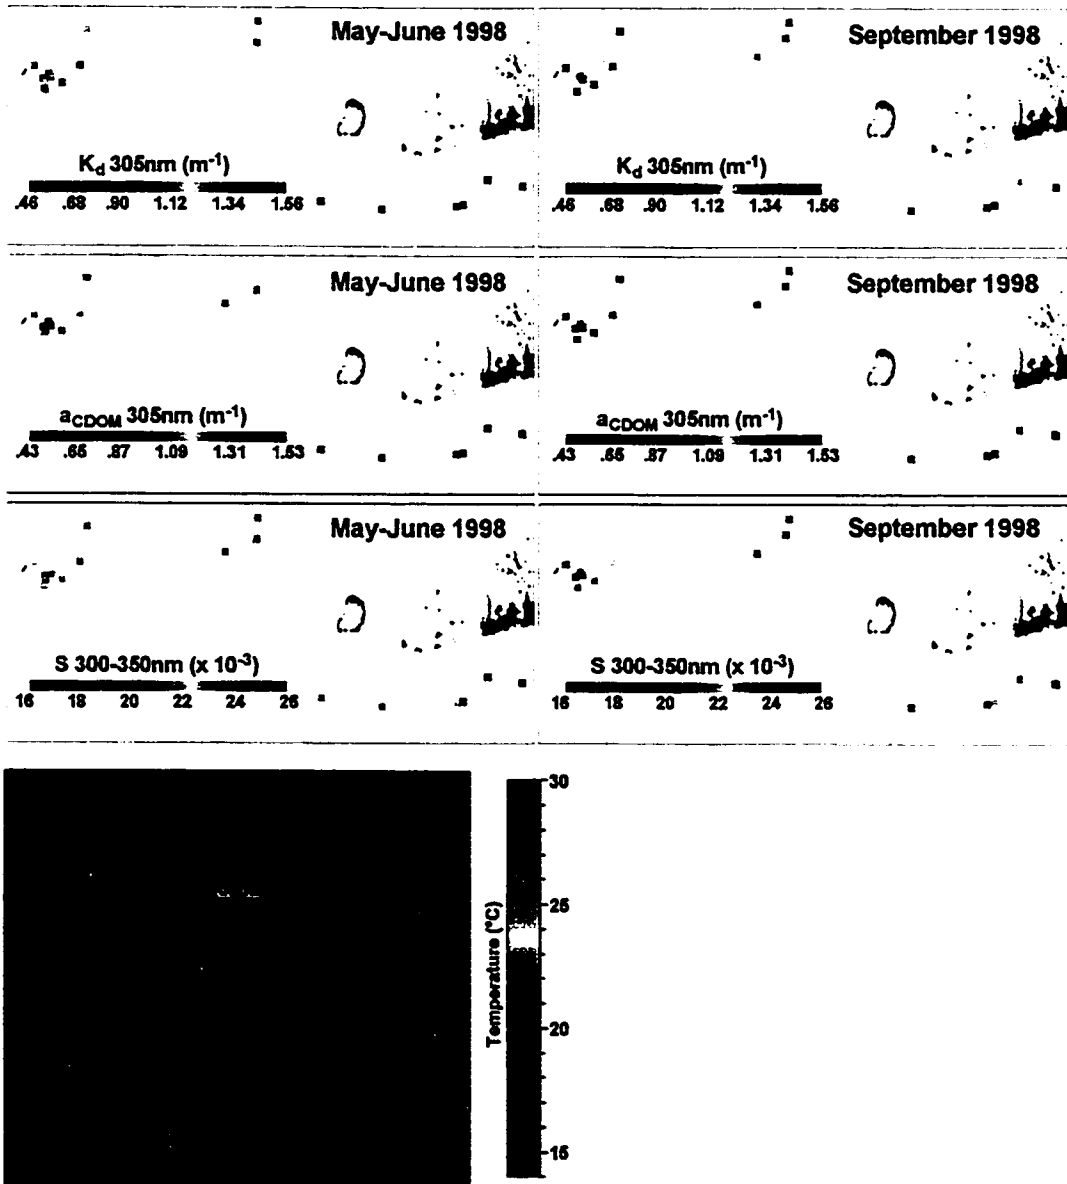 May-June 1998
K_d 305nm (m⁻¹)
.46 .68 .90 1.12 1.34 1.56
September 1998
K_d 305nm (m⁻¹)
.46 .68 .90 1.12 1.34 1.56
May-June 1998
a_CDOM 305nm (m⁻¹)
.43 .65 .87 1.09 1.31 1.53
September 1998
a_CDOM 305nm (m⁻¹)
.43 .65 .87 1.09 1.31 1.53
May-June 1998
S 300-350nm (x 10⁻³)
16 18 20 22 24 26
September 1998
S 300-350nm (x 10⁻³)
16 18 20 22 24 26
Temperature (°C)
30
25
20
15